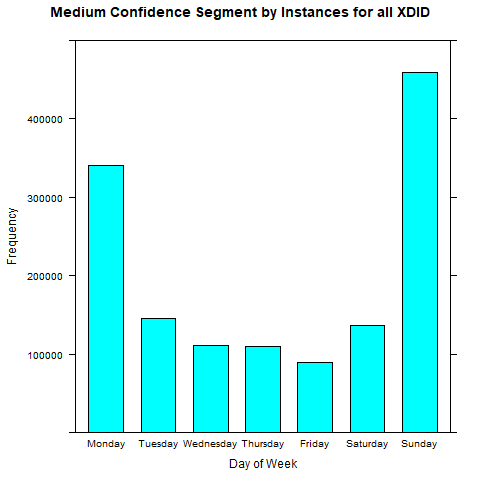 Medium Confidence Segment by Instances for all XDID
400000
300000
200000
100000
Frequency
Monday Tuesday Wednesday Thursday Friday Saturday Sunday
Day of Week